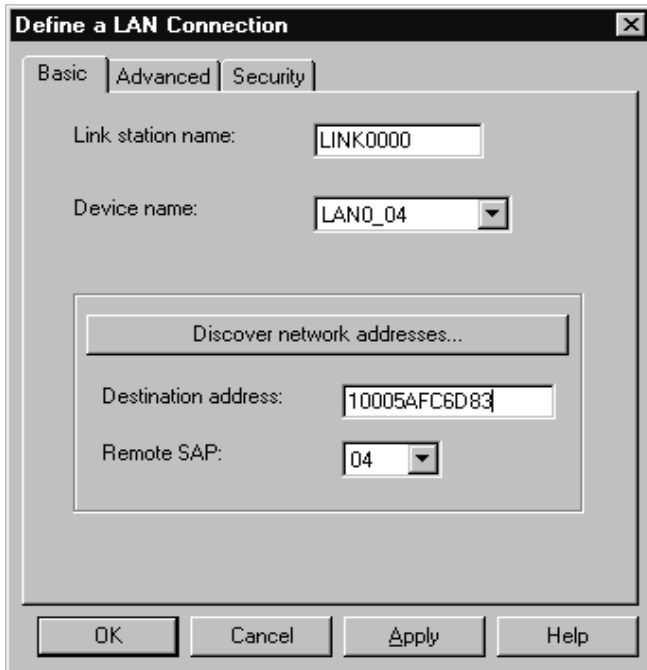 Define a LAN Connection
Basic Advanced Security
Link station name: LINK0000
Device name: LAN0_04
Discover network addresses...
Destination address: 10005AFC6D83
Remote SAP: 04
OK Cancel Apply Help